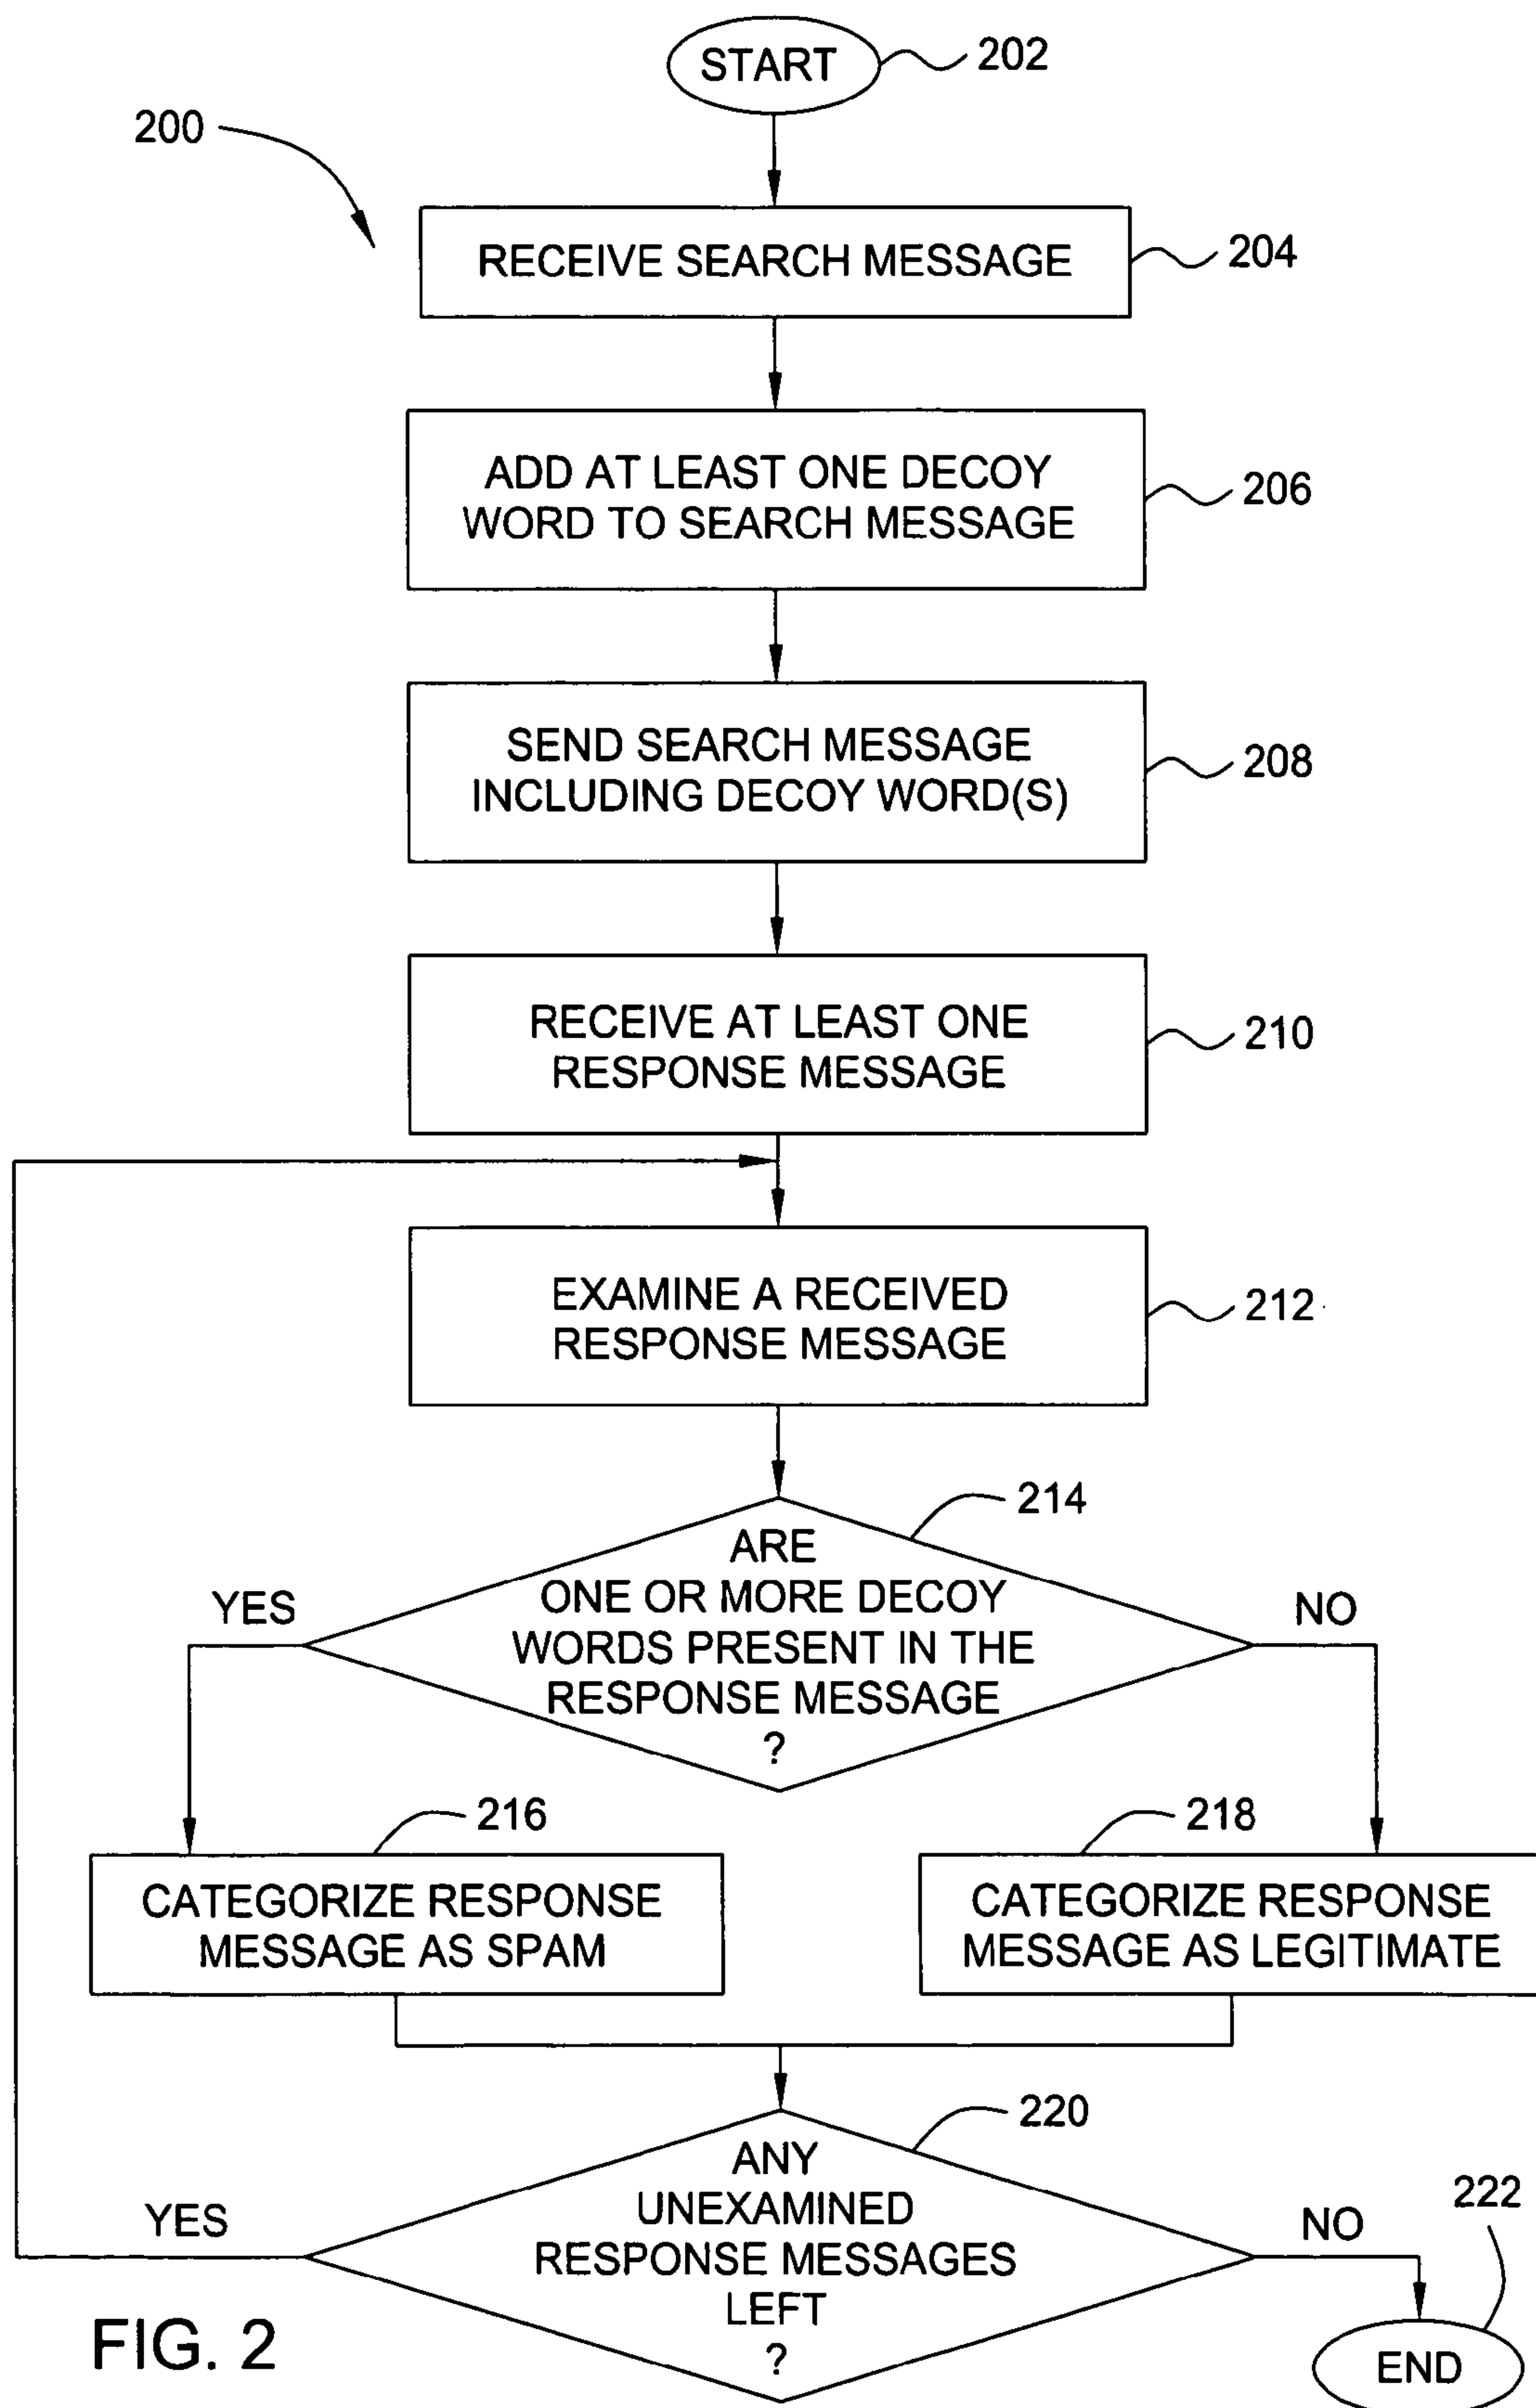 START
202
200
RECEIVE SEARCH MESSAGE
204
ADD AT LEAST ONE DECOY
WORD TO SEARCH MESSAGE
206
SEND SEARCH MESSAGE
INCLUDING DECOY WORD(S)
208
RECEIVE AT LEAST ONE
RESPONSE MESSAGE
210
EXAMINE A RECEIVED
RESPONSE MESSAGE
212
214
ARE
ONE OR MORE DECOY
WORDS PRESENT IN THE
RESPONSE MESSAGE
?
YES
NO
216
CATEGORIZE RESPONSE
MESSAGE AS SPAM
218
CATEGORIZE RESPONSE
MESSAGE AS LEGITIMATE
220
ANY
UNEXAMINED
RESPONSE MESSAGES
LEFT
?
YES
NO
222
END
FIG. 2